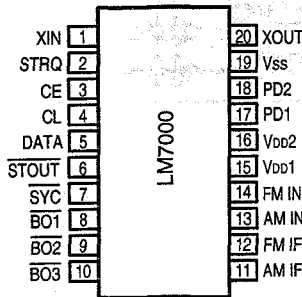 XIN 1
STRQ 2
CE 3
CL 4
DATA 5
STOUT 6
SYC 7
BO1 8
BO2 9
BO3 10
LM7000
20 XOUT
19 Vss
18 PD2
17 PD1
16 VDD2
15 VDD1
14 FM IN
13 AM IN
12 FM IF
11 AM IF